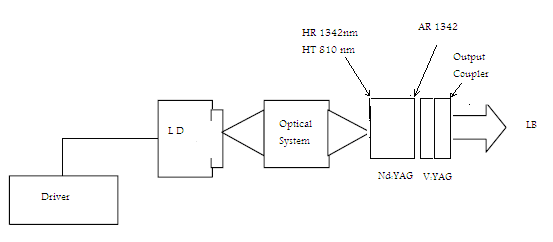 HR 1342nm
HT 810 nm
AR 1342
Output
Coupler
L D
Optical
System
LB
Nd:YAG V:YAG
Driver